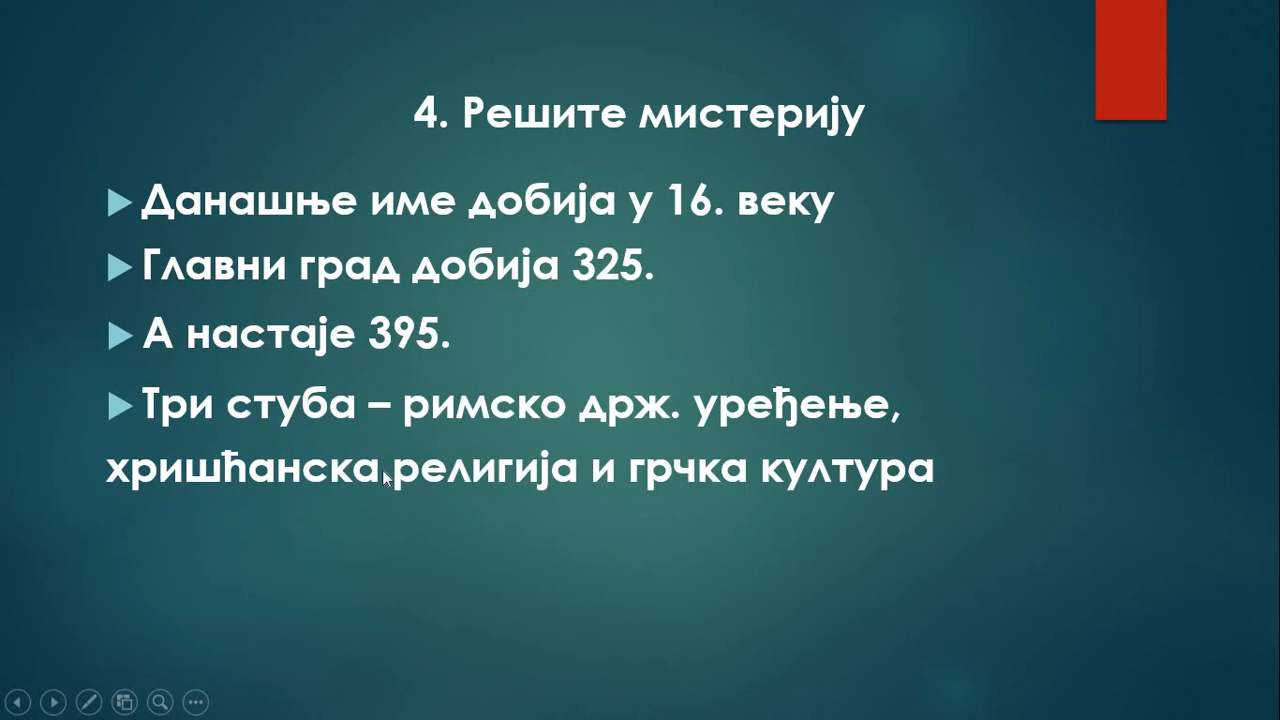 4. Решите мистерију
Данашње име добија у 16. веку
Главни град добија 325.
А настаје 395.
Три стуба – римско држ. уређење,
хришћанска религија и грчка култура